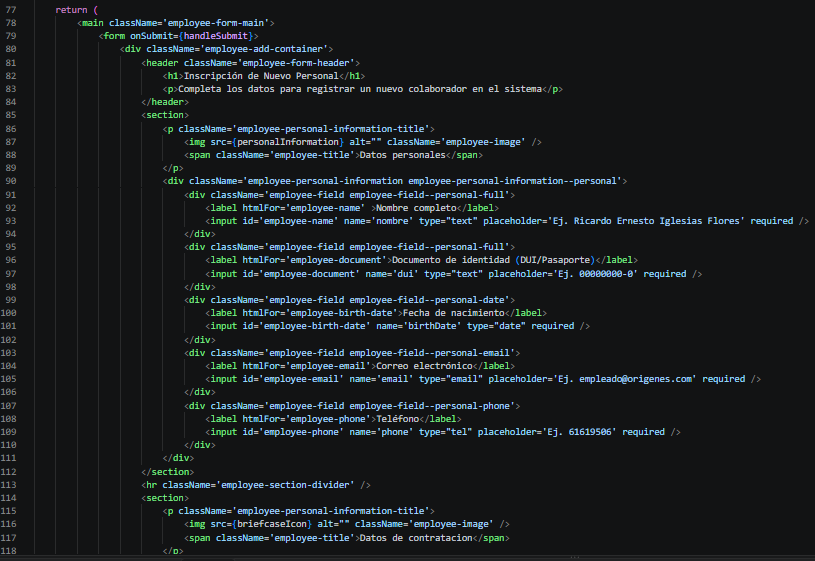 77 return (
78 <main className='employee-form-main'>
79 <form onSubmit={handleSubmit}>
80 <div className='employee-add-container'>
81 <header className='employee-form-header'>
82 <h1>Inscripción de Nuevo Personal</h1>
83 <p>Completa los datos para registrar un nuevo colaborador en el sistema</p>
84 </header>
85 <section>
86 <p className='employee-personal-information-title'>
87 <img src={personalInformation} alt="" className='employee-image' />
88 <span className='employee-title'>Datos personales</span>
89 </p>
90 <div className='employee-personal-information employee-personal-information--personal'>
91 <div className='employee-field employee-field--personal-full'>
92 <label htmlFor='employee-name' >Nombre completo</label>
93 <input id='employee-name' name='nombre' type="text" placeholder='Ej. Ricardo Ernesto Iglesias Flores' required />
94 </div>
95 <div className='employee-field employee-field--personal-full'>
96 <label htmlFor='employee-document'>Documento de identidad (DUI/Pasaporte)</label>
97 <input id='employee-document' name='dui' type="text" placeholder='Ej. 00000000-0' required />
98 </div>
99 <div className='employee-field employee-field--personal-date'>
100 <label htmlFor='employee-birth-date'>Fecha de nacimiento</label>
101 <input id='employee-birth-date' name='birthDate' type="date" required />
102 </div>
103 <div className='employee-field employee-field--personal-email'>
104 <label htmlFor='employee-email'>Correo electrónico</label>
105 <input id='employee-email' name='email' type="email" placeholder='Ej. empleado@origenes.com' required />
106 </div>
107 <div className='employee-field employee-field--personal-phone'>
108 <label htmlFor='employee-phone'>Teléfono</label>
109 <input id='employee-phone' name='phone' type="tel" placeholder='Ej. 61619506' required />
110 </div>
111 </div>
112 </section>
113 <hr className='employee-section-divider' />
114 <section>
115 <p className='employee-personal-information-title'>
116 <img src={briefcaseIcon} alt="" className='employee-image' />
117 <span className='employee-title'>Datos de contratacion</span>
118 </p>